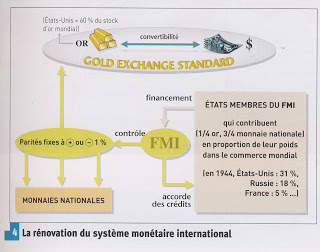 (États-Unis = 60 % du stock
d'or mondial)
OR
convertibilité
$
GOLD EXCHANGE STANDARD
financement
ÉTATS MEMBRES DU FMI
qui contribuent
(1/4 or, 3/4 monnaie nationale)
en proportion de leur poids
dans le commerce mondial
(en 1944, États-Unis : 31 %,
Russie : 18 %,
France : 5 % ...)
contrôle
Parités fixes à + ou − 1 %
FMI
MONNAIES NATIONALES
accorde
des crédits
4 La rénovation du système monétaire international